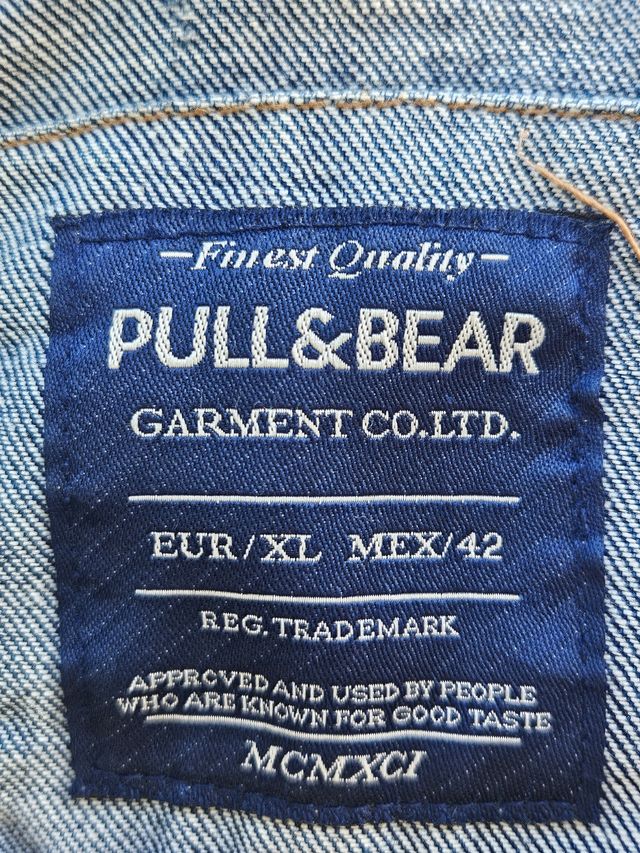 -Finest Quality-
PULL&BEAR
GARMENT CO.LTD.
EUR/XL MEX/42
REG. TRADEMARK
APPROVED AND USED BY PEOPLE
WHO ARE KNOWN FOR GOOD TASTE
MCMXCI